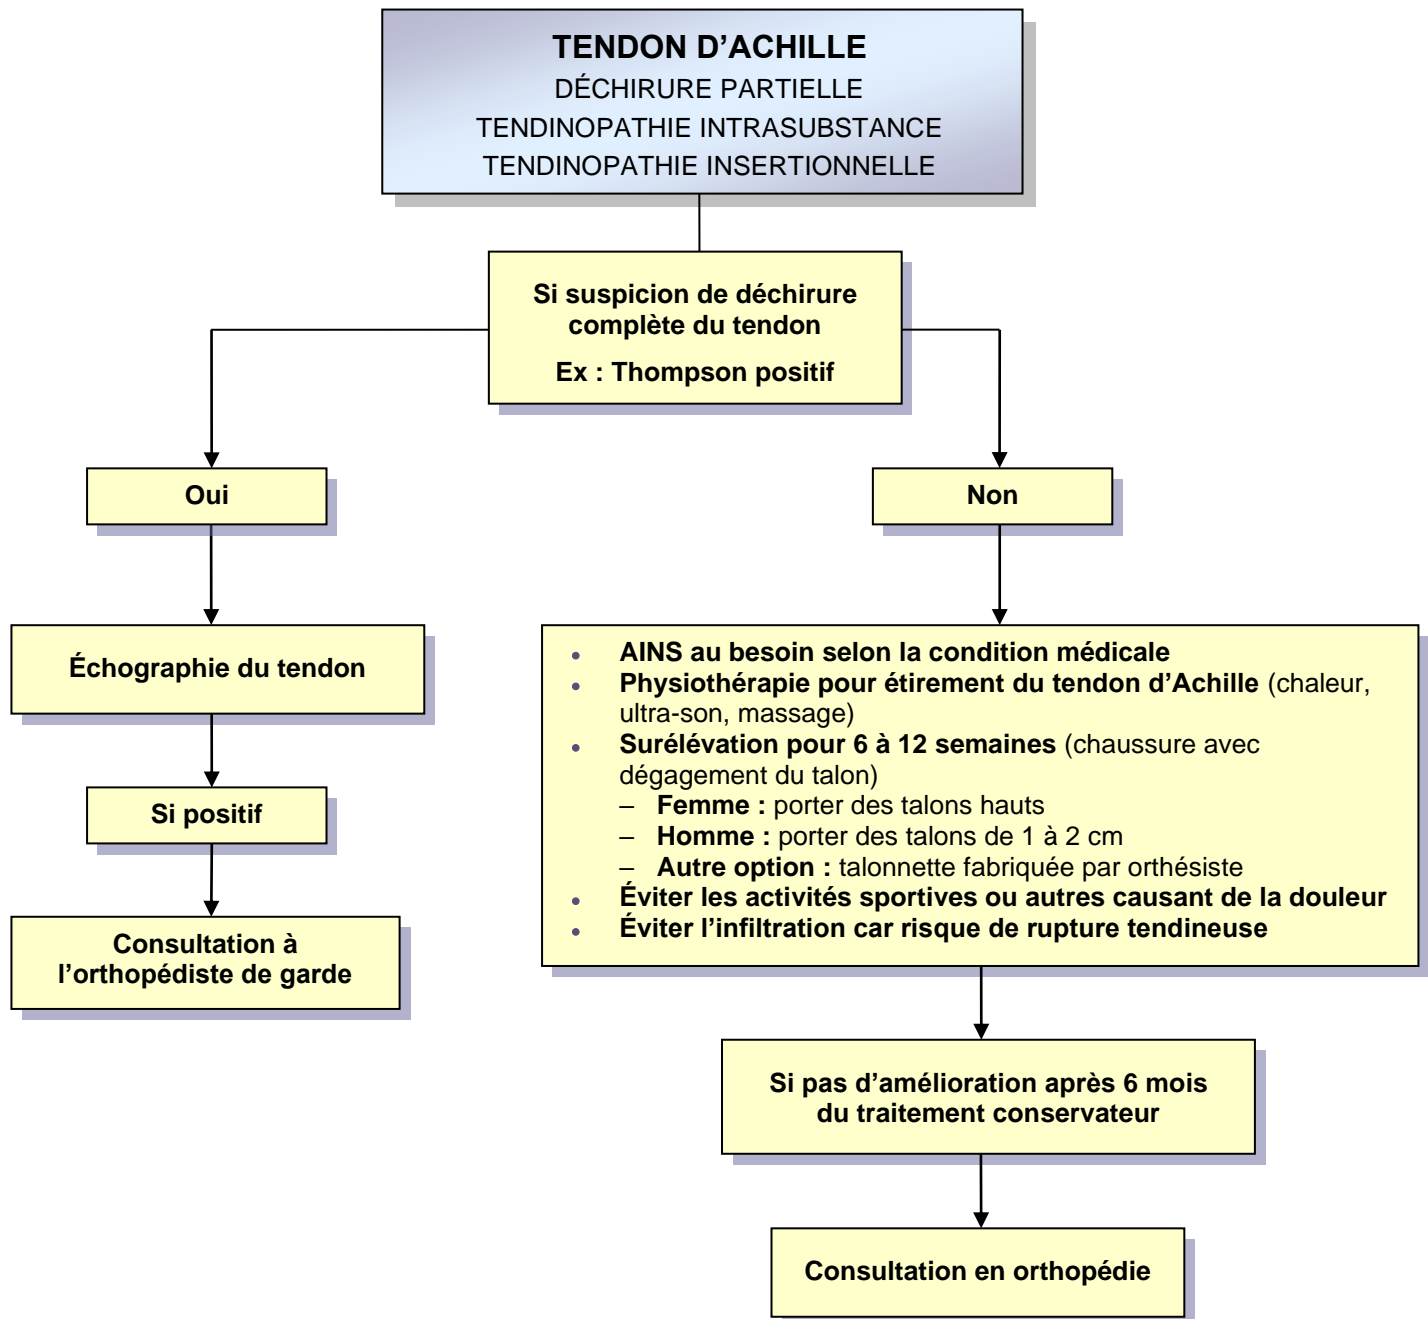 TENDON D’ACHILLE
DÉCHIRURE PARTIELLE
TENDINOPATHIE INTRASUBSTANCE
TENDINOPATHIE INSERTIONNELLE
Si suspicion de déchirure
complète du tendon
Ex : Thompson positif
Oui
Non
Échographie du tendon
Si positif
Consultation à
l’orthopédiste de garde
• AINS au besoin selon la condition médicale
• Physiothérapie pour étirement du tendon d’Achille (chaleur,
ultra-son, massage)
• Surélévation pour 6 à 12 semaines (chaussure avec
dégagement du talon)
– Femme : porter des talons hauts
– Homme : porter des talons de 1 à 2 cm
– Autre option : talonnette fabriquée par orthésiste
• Éviter les activités sportives ou autres causant de la douleur
• Éviter l’infiltration car risque de rupture tendineuse
Si pas d’amélioration après 6 mois
du traitement conservateur
Consultation en orthopédie